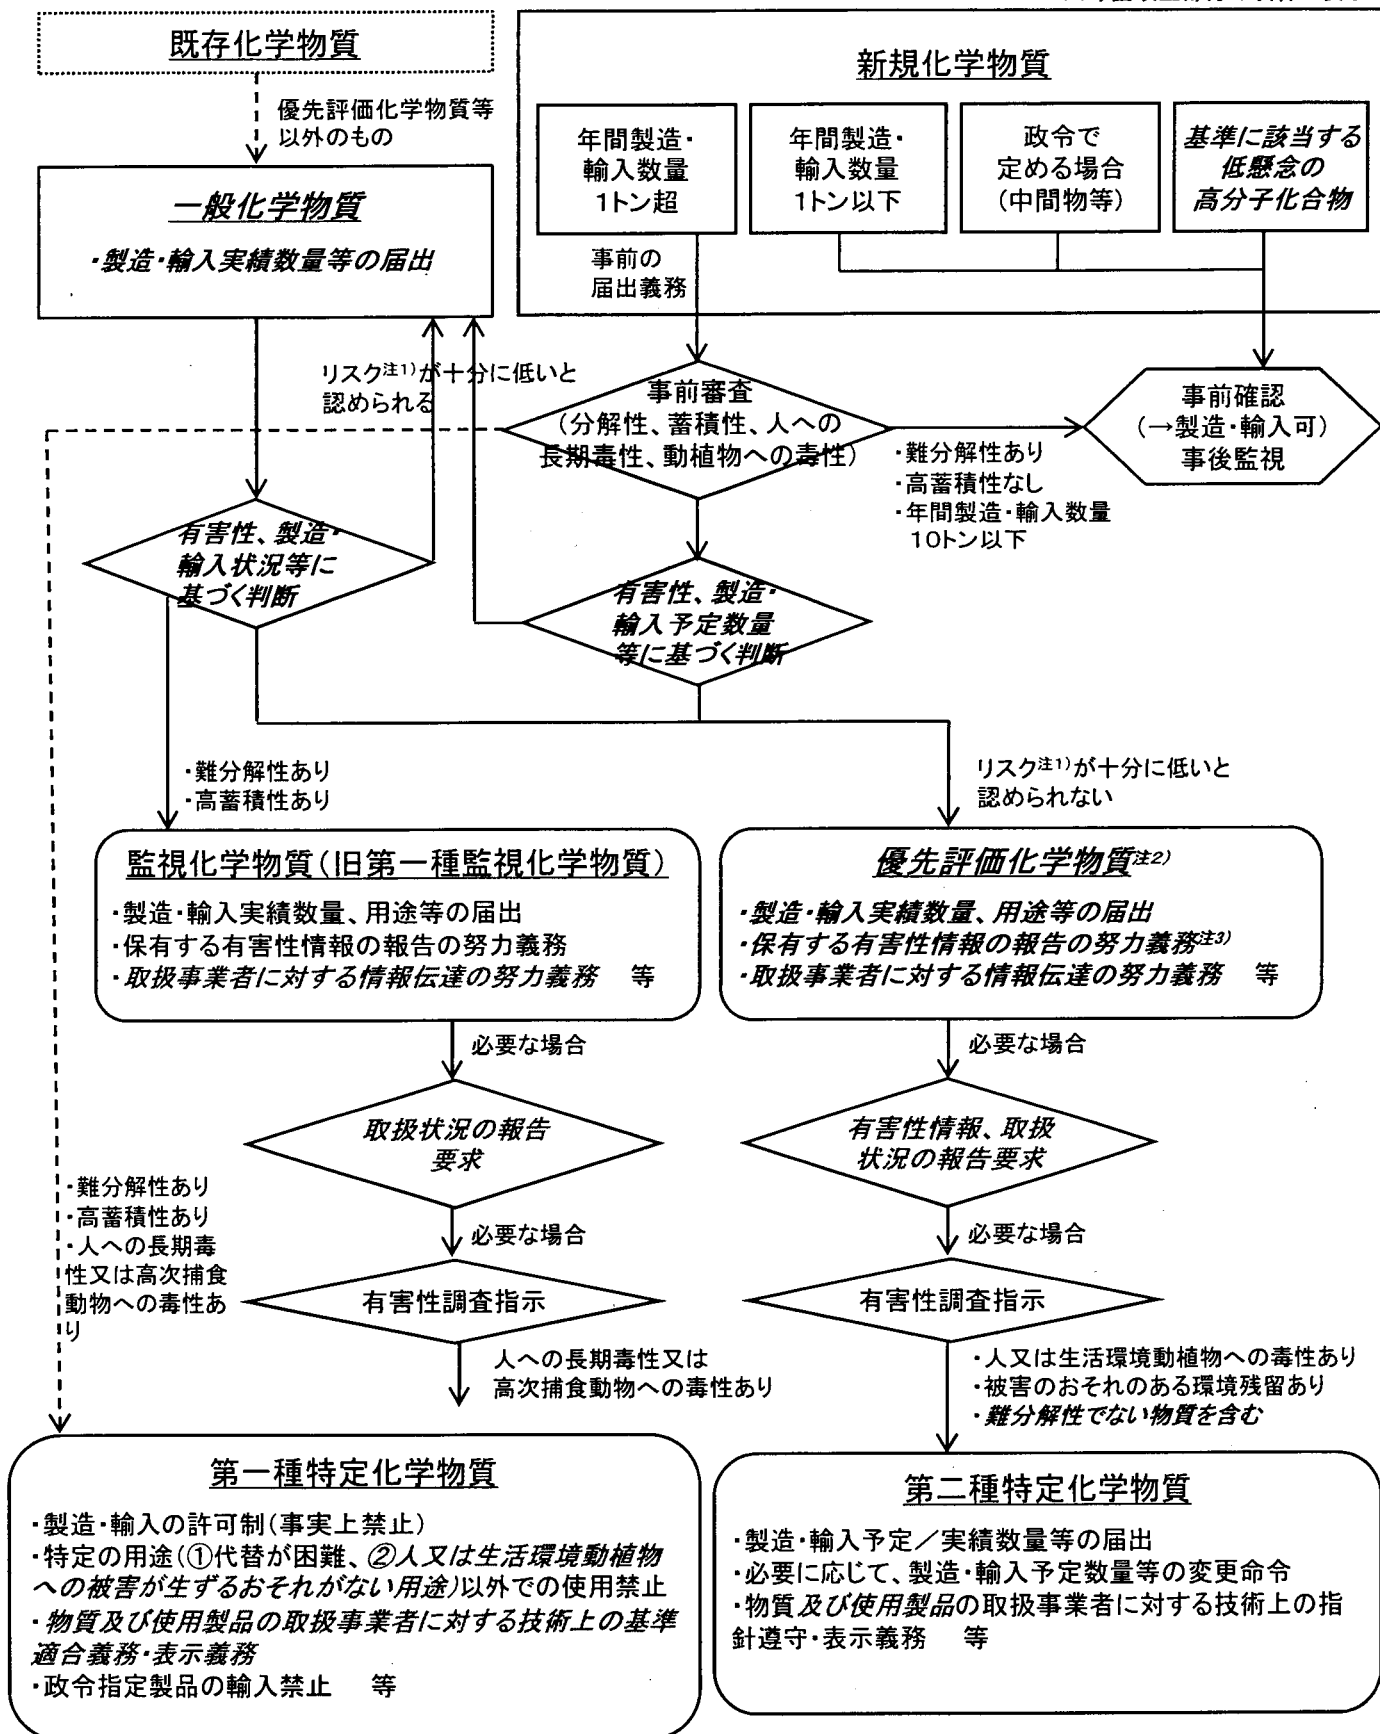 既存化学物質
優先評価化学物質等
以外のもの
一般化学物質
・製造・輸入実績数量等の届出
新規化学物質
年間製造・
輸入数量
1トン超
年間製造・
輸入数量
1トン以下
政令で
定める場合
(中間物等)
基準に該当する
低懸念の
高分子化合物
事前の
届出義務
リスク注1)が十分に低いと
認められる
事前審査
(分解性、蓄積性、人への
長期毒性、動植物への毒性)
事前確認
(→製造・輸入可)
事後監視
・難分解性あり
・高蓄積性なし
・年間製造・輸入数量
10トン以下
有害性、製造・
輸入状況等に
基づく判断
有害性、製造・
輸入予定数量
等に基づく判断
・難分解性あり
・高蓄積性あり
リスク注1)が十分に低いと
認められない
監視化学物質(旧第一種監視化学物質)
・製造・輸入実績数量、用途等の届出
・保有する有害性情報の報告の努力義務
・取扱事業者に対する情報伝達の努力義務 等
優先評価化学物質注2)
・製造・輸入実績数量、用途等の届出
・保有する有害性情報の報告の努力義務注3)
・取扱事業者に対する情報伝達の努力義務 等
必要な場合
必要な場合
取扱状況の報告
要求
有害性情報、取扱
状況の報告要求
・難分解性あり
・高蓄積性あり
・人への長期毒
性又は高次捕食
動物への毒性あ
り
必要な場合
必要な場合
有害性調査指示
有害性調査指示
人への長期毒性又は
高次捕食動物への毒性あり
・人又は生活環境動植物への毒性あり
・被害のおそれのある環境残留あり
・難分解性でない物質を含む
第一種特定化学物質
・製造・輸入の許可制(事実上禁止)
・特定の用途(①代替が困難、②人又は生活環境動植物
への被害が生ずるおそれがない用途)以外での使用禁止
・物質及び使用製品の取扱事業者に対する技術上の基準
適合義務・表示義務
・政令指定製品の輸入禁止 等
第二種特定化学物質
・製造・輸入予定／実績数量等の届出
・必要に応じて、製造・輸入予定数量等の変更命令
・物質及び使用製品の取扱事業者に対する技術上の指
針遵守・表示義務 等